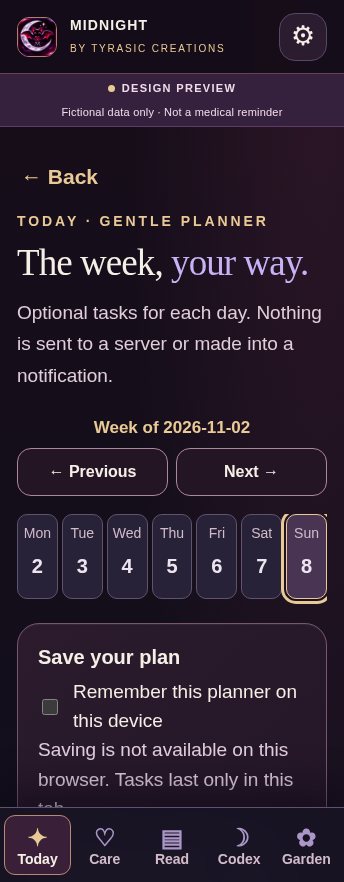 MIDNIGHT
BY TYRASIC CREATIONS
DESIGN PREVIEW
Fictional data only · Not a medical reminder
← Back
TODAY · GENTLE PLANNER
The week, your way.
Optional tasks for each day. Nothing
is sent to a server or made into a
notification.
Week of 2026-11-02
← Previous Next →
Mon Tue Wed Thu Fri Sat Sun
2 3 4 5 6 7 8
Save your plan
Remember this planner on
this device
Saving is not available on this
browser. Tasks last only in this
tab.
Today Care Read Codex Garden